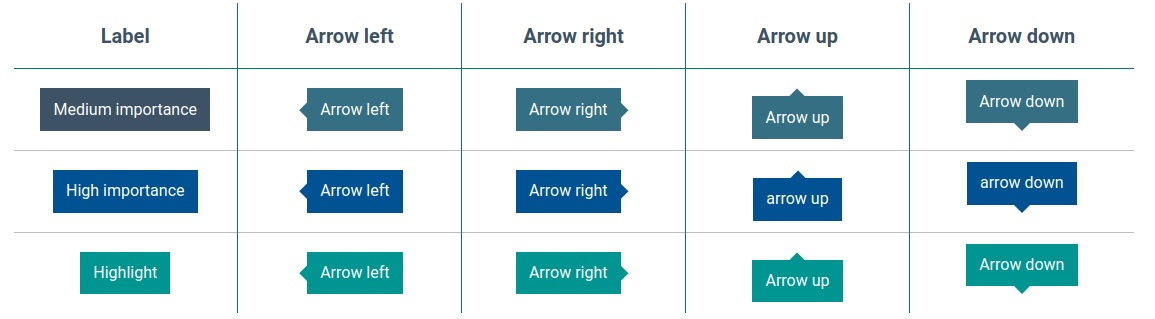 Label Arrow left Arrow right Arrow up Arrow down
Medium importance Arrow left Arrow right Arrow up Arrow down
High importance Arrow left Arrow right arrow up arrow down
Highlight Arrow left Arrow right Arrow up Arrow down